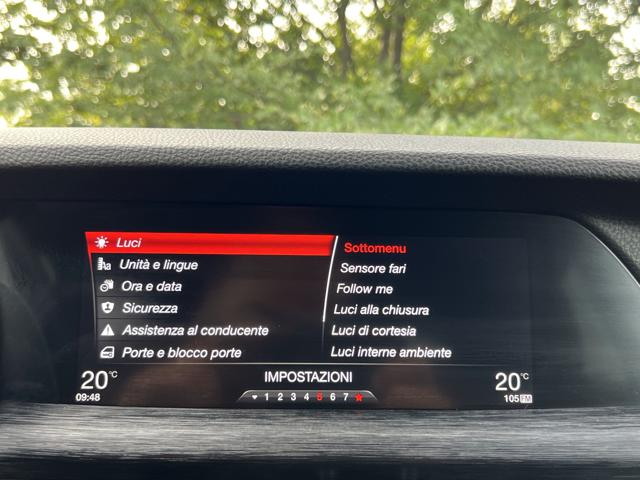 Luci
Unità e lingue
Ora e data
Sicurezza
Assistenza al conducente
Porte e blocco porte
Sottomenu
Sensore fari
Follow me
Luci alla chiusura
Luci di cortesia
Luci interne ambiente
20°C
IMPOSTAZIONI
20°C
09:48
1 2 3 4 5 6 7
105 FM